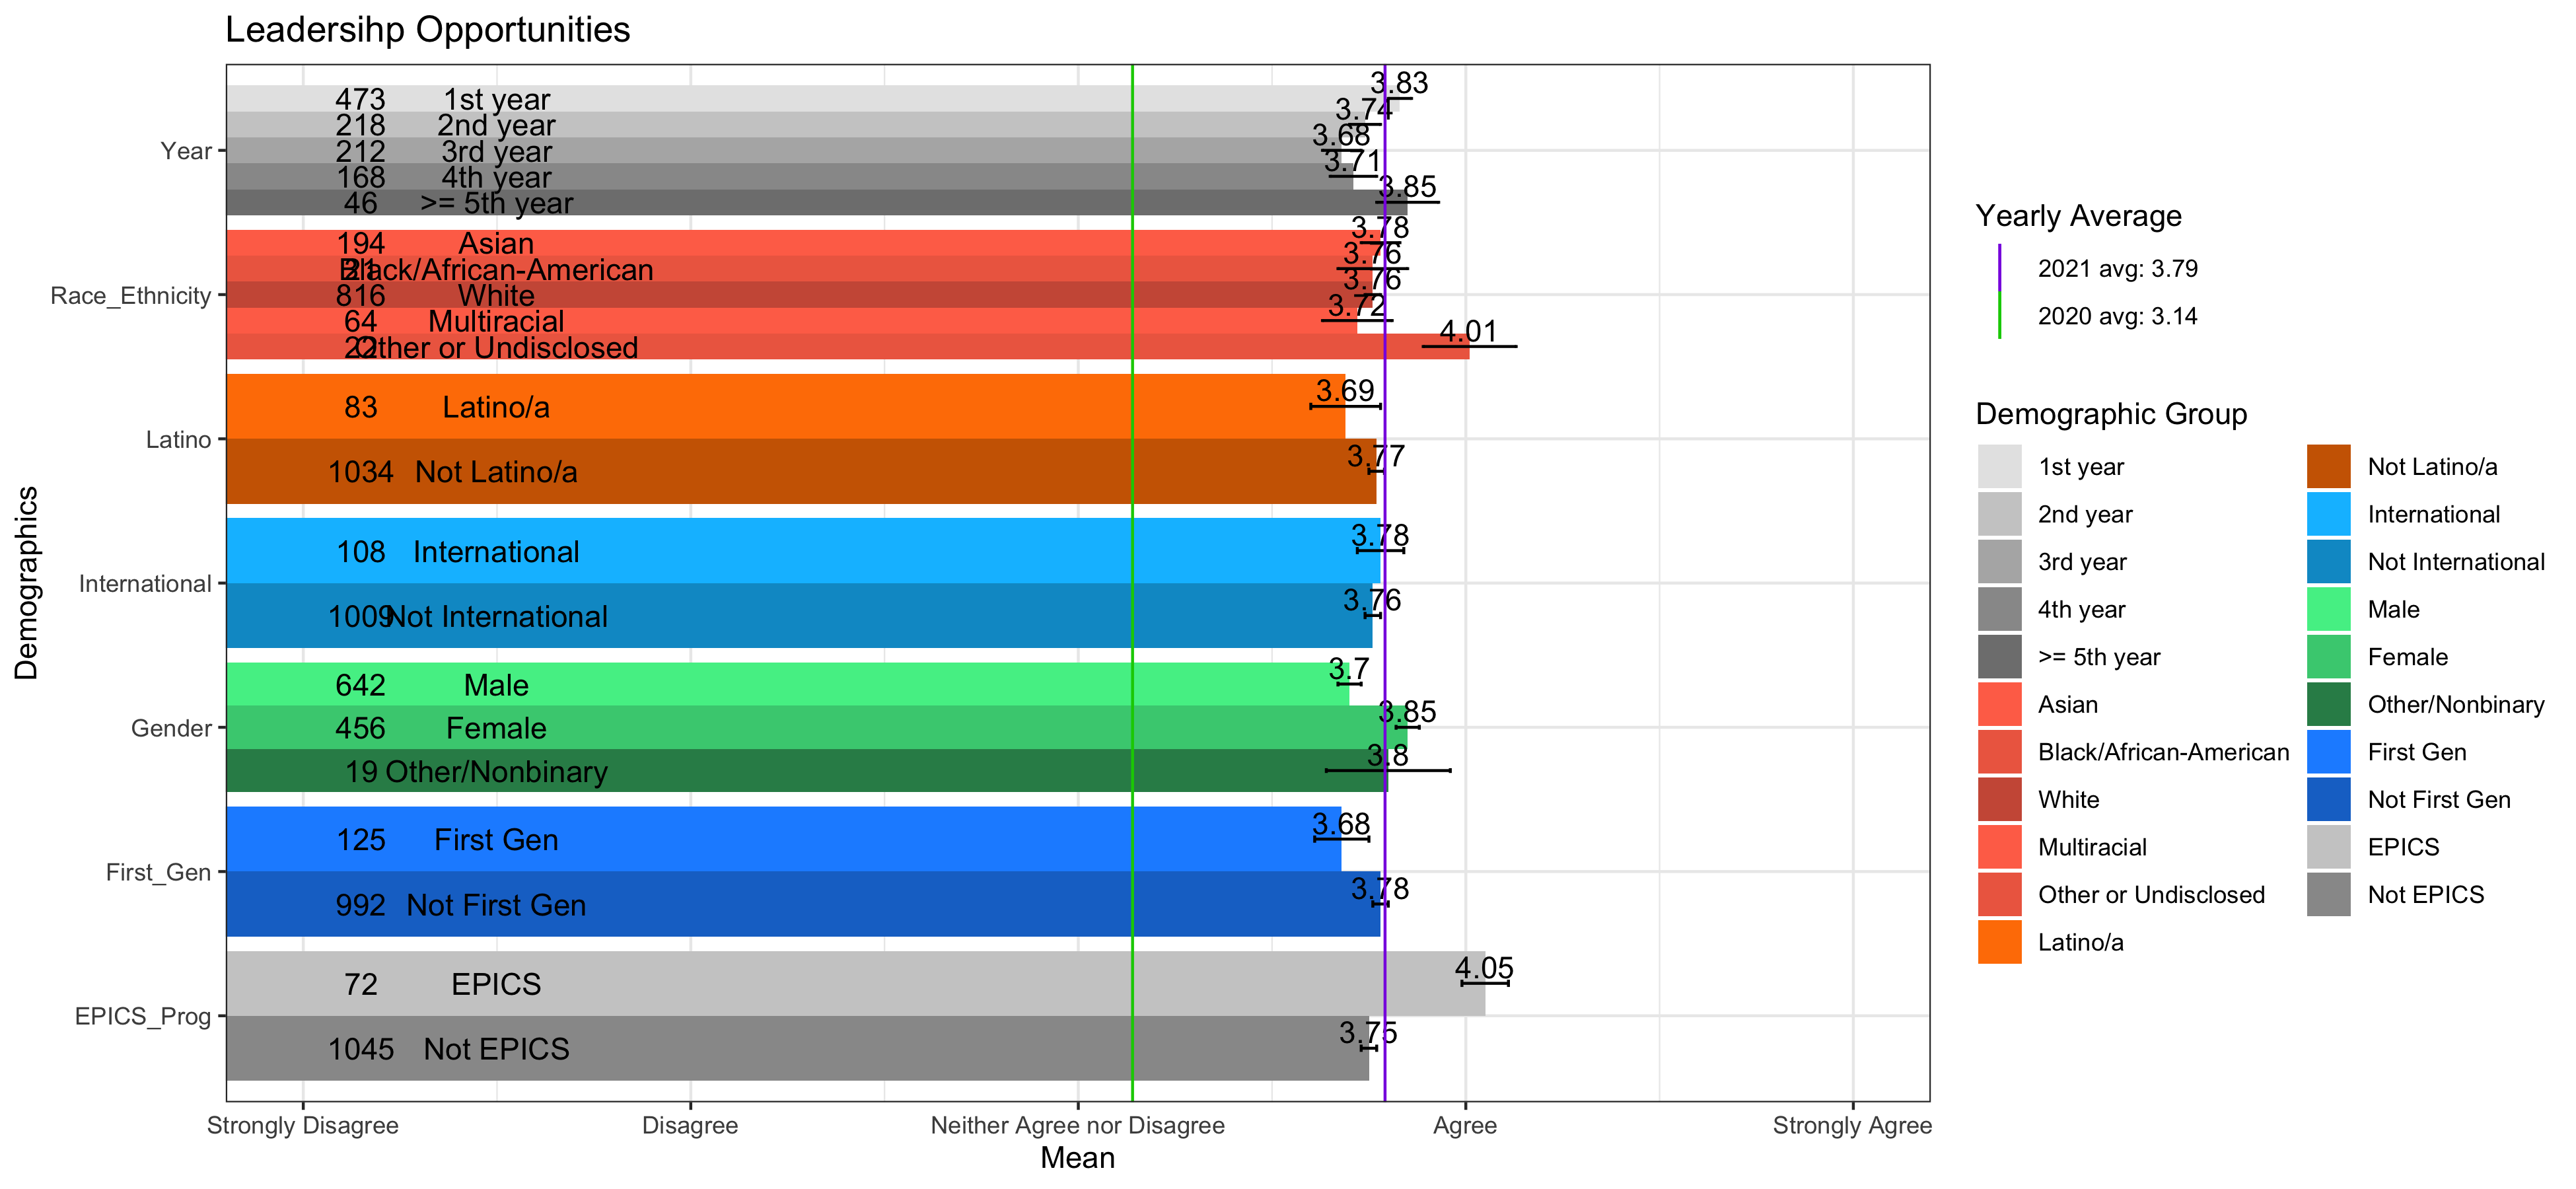 Leadersihp Opportunities
Demographics
Year
473 1st year 3.83
218 2nd year 3.74
212 3rd year 3.68
168 4th year 3.71
46 >= 5th year 3.85
Race_Ethnicity
194 Asian 3.78
21 Black/African-American 3.76
816 White 3.76
64 Multiracial 3.72
22 Other or Undisclosed 4.01
Latino
83 Latino/a 3.69
1034 Not Latino/a 3.77
International
108 International 3.78
1009 Not International 3.76
Gender
642 Male 3.7
456 Female 3.85
19 Other/Nonbinary 3.8
First_Gen
125 First Gen 3.68
992 Not First Gen 3.78
EPICS_Prog
72 EPICS 4.05
1045 Not EPICS 3.75
Strongly Disagree Disagree Neither Agree nor Disagree Agree Strongly Agree
Mean
Yearly Average
2021 avg: 3.79
2020 avg: 3.14
Demographic Group
1st year
2nd year
3rd year
4th year
>= 5th year
Asian
Black/African-American
White
Multiracial
Other or Undisclosed
Latino/a
Not Latino/a
International
Not International
Male
Female
Other/Nonbinary
First Gen
Not First Gen
EPICS
Not EPICS